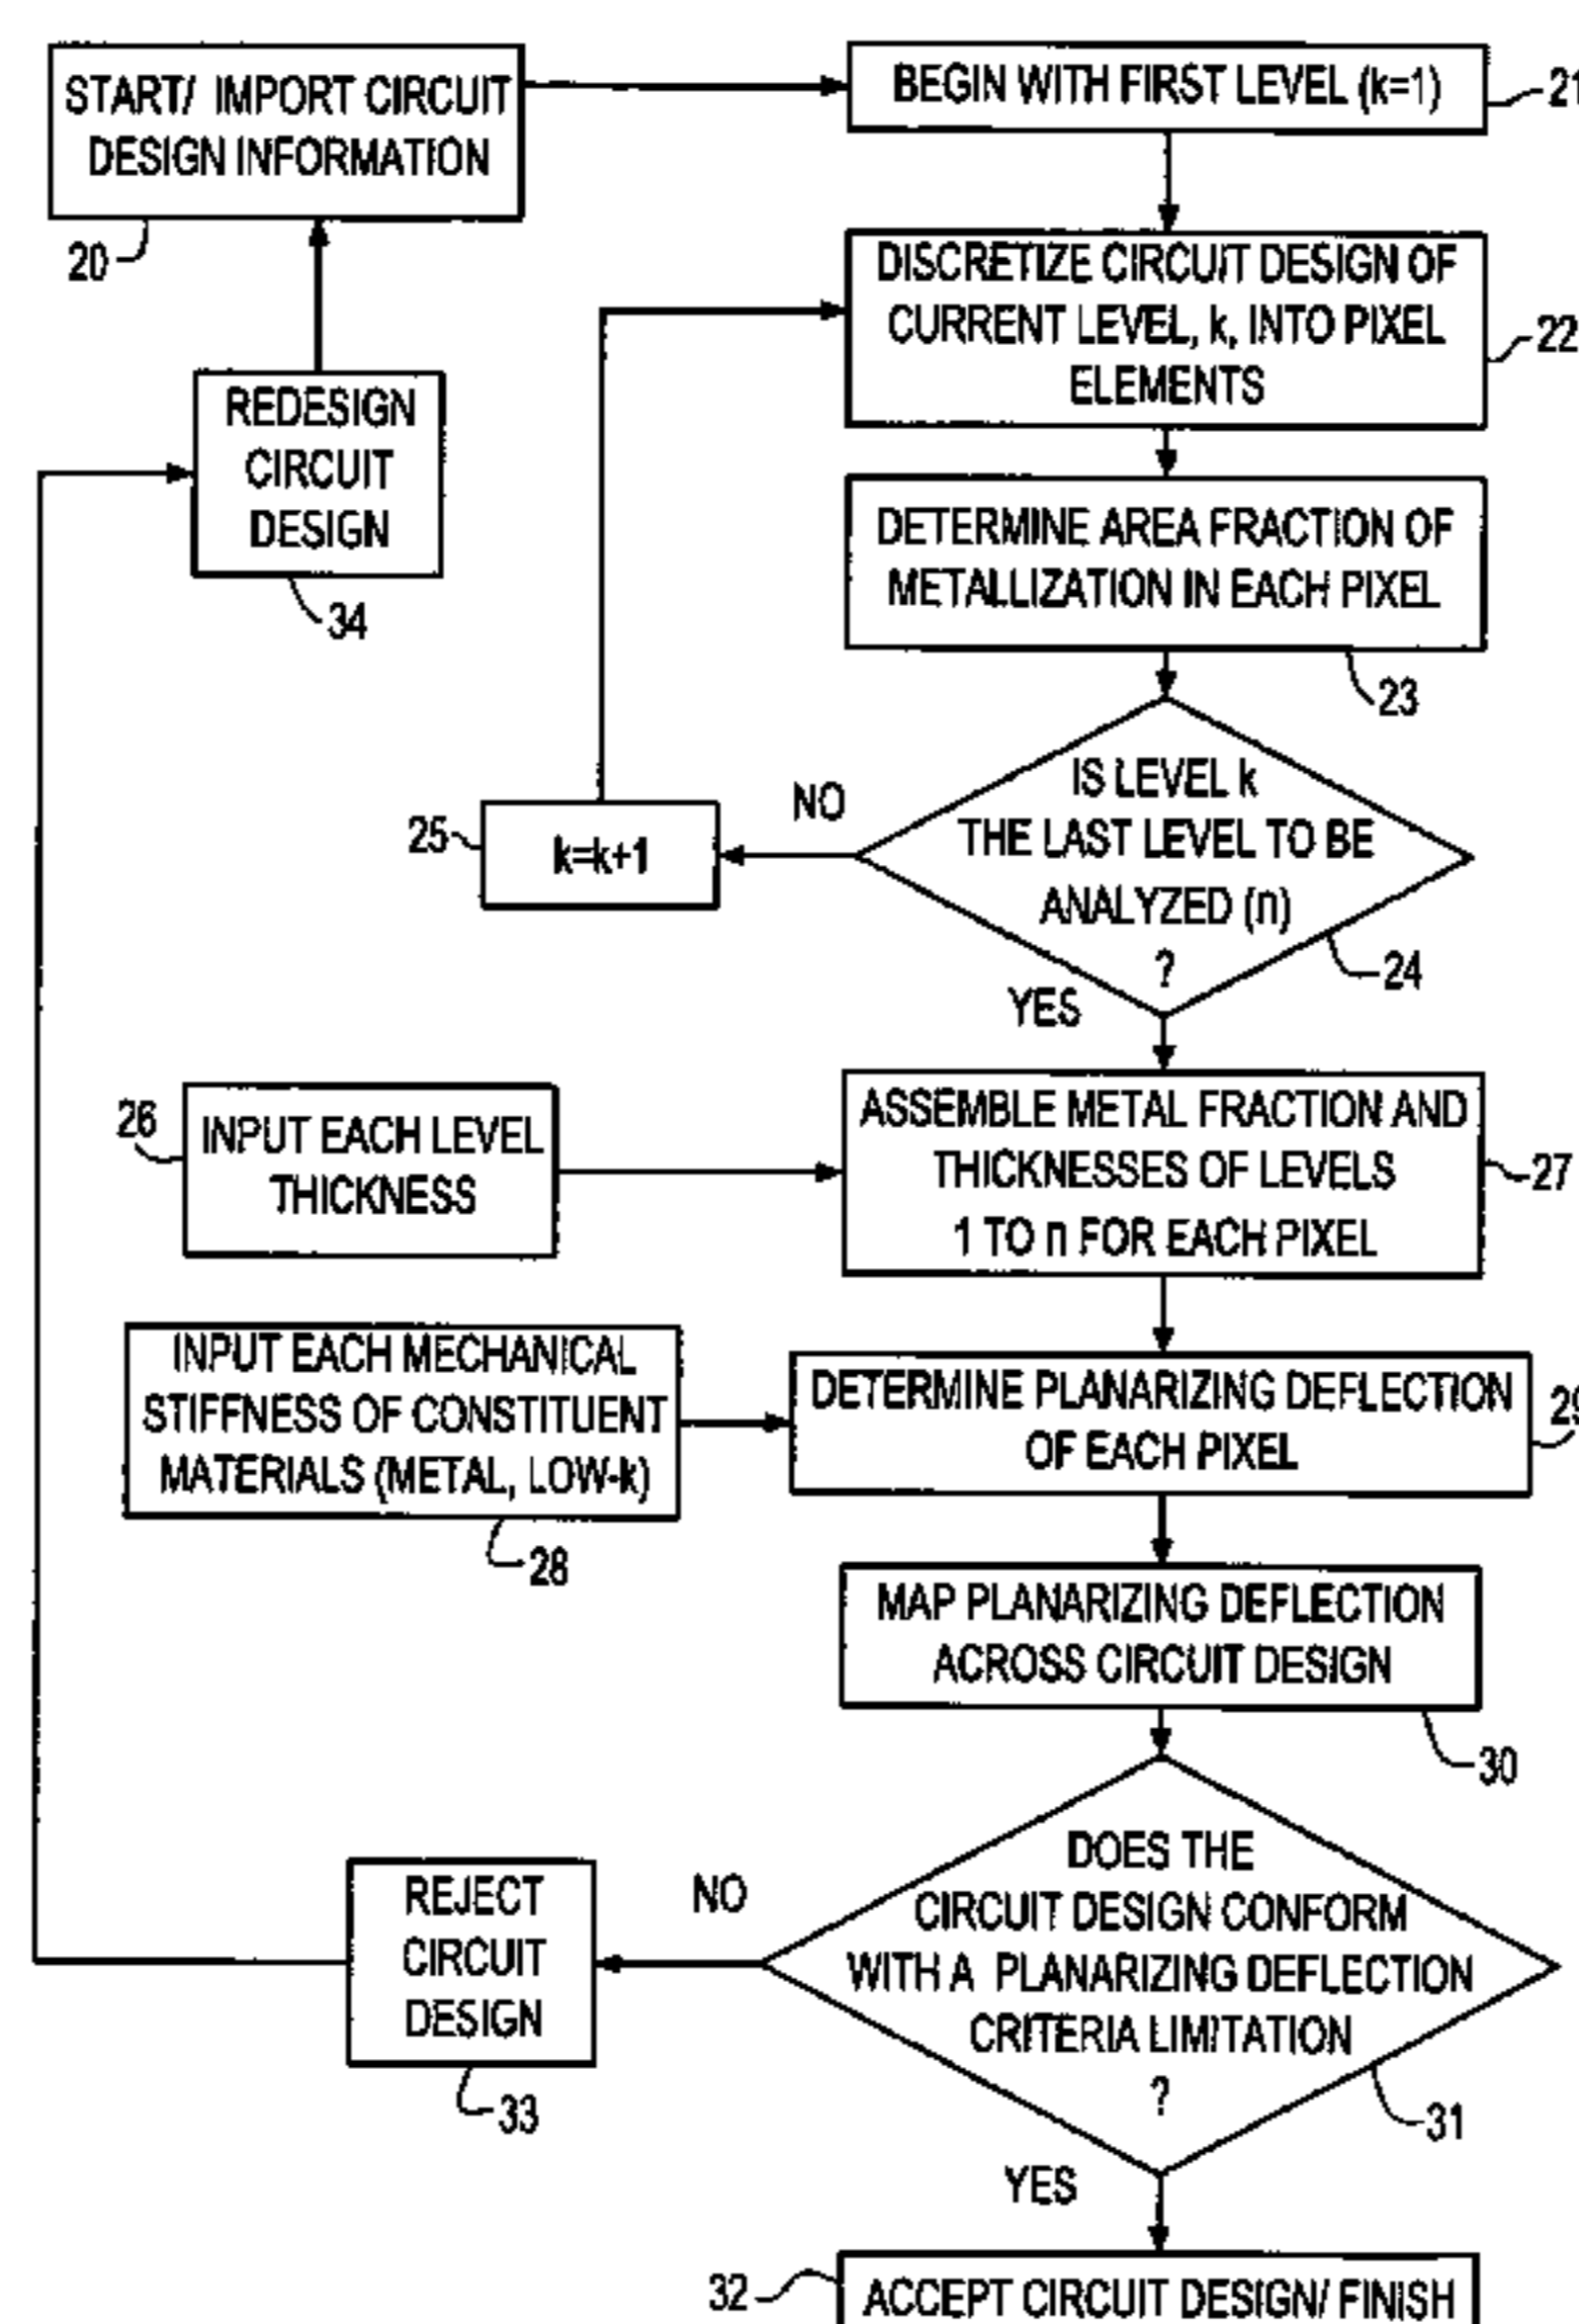 START/ IMPORT CIRCUIT
DESIGN INFORMATION
20
BEGIN WITH FIRST LEVEL (k=1)
21
DISCRETIZE CIRCUIT DESIGN OF
CURRENT LEVEL, k, INTO PIXEL
ELEMENTS
22
REDESIGN
CIRCUIT
DESIGN
34
DETERMINE AREA FRACTION OF
METALLIZATION IN EACH PIXEL
23
IS LEVEL k
THE LAST LEVEL TO BE
ANALYZED (n)
?
24
NO
25
k=k+1
YES
26
INPUT EACH LEVEL
THICKNESS
ASSEMBLE METAL FRACTION AND
THICKNESSES OF LEVELS
1 TO n FOR EACH PIXEL
27
INPUT EACH MECHANICAL
STIFFNESS OF CONSTITUENT
MATERIALS (METAL, LOW-k)
28
DETERMINE PLANARIZING DEFLECTION
OF EACH PIXEL
29
MAP PLANARIZING DEFLECTION
ACROSS CIRCUIT DESIGN
30
DOES THE
CIRCUIT DESIGN CONFORM
WITH A PLANARIZING DEFLECTION
CRITERIA LIMITATION
?
31
NO
REJECT
CIRCUIT
DESIGN
33
YES
32
ACCEPT CIRCUIT DESIGN/ FINISH